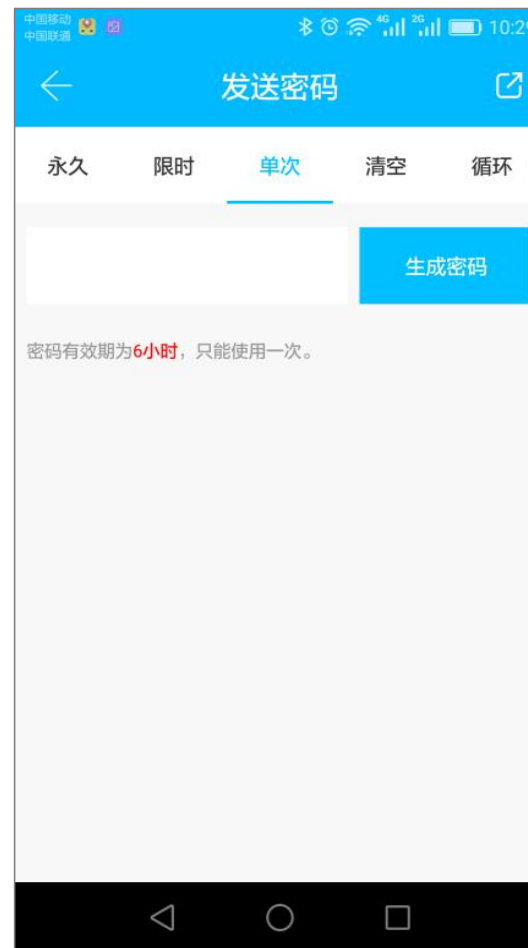 中国移动
中国联通
4G 2G 10:29
发送密码
永久 限时 单次 清空 循环
生成密码
密码有效期为6小时，只能使用一次。